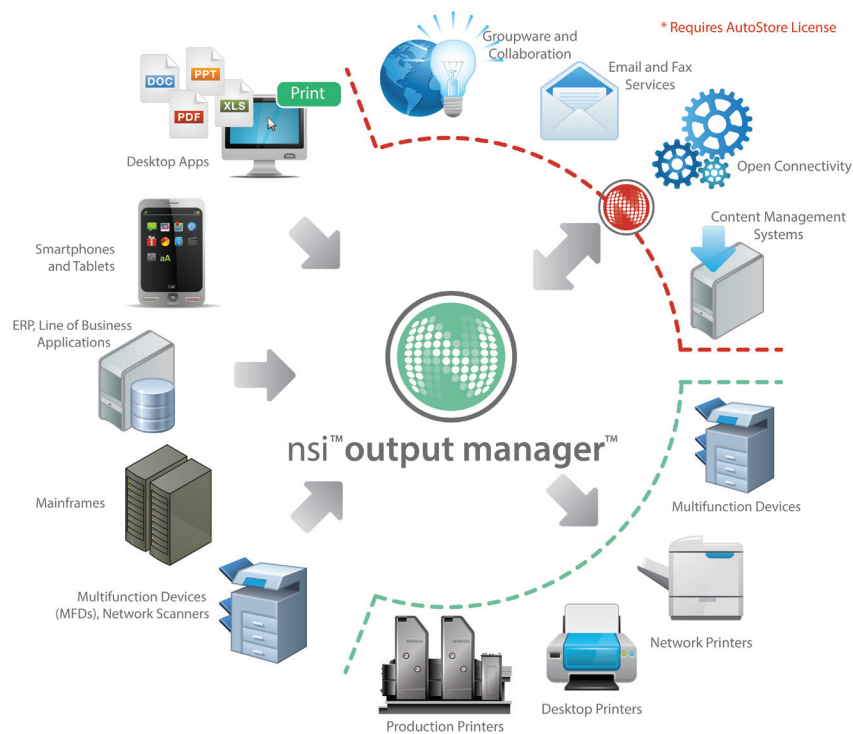 * Requires AutoStore License
Groupware and
Collaboration
Email and Fax
Services
DOC
PPT
PDF
XLS
Print
Desktop Apps
Open Connectivity
Content Management
Systems
Smartphones
and Tablets
aA
Call
ERP, Line of Business
Applications
nsi™ output manager™
Mainframes
Multifunction Devices
Multifunction Devices
(MFDs), Network Scanners
Network Printers
Desktop Printers
Production Printers